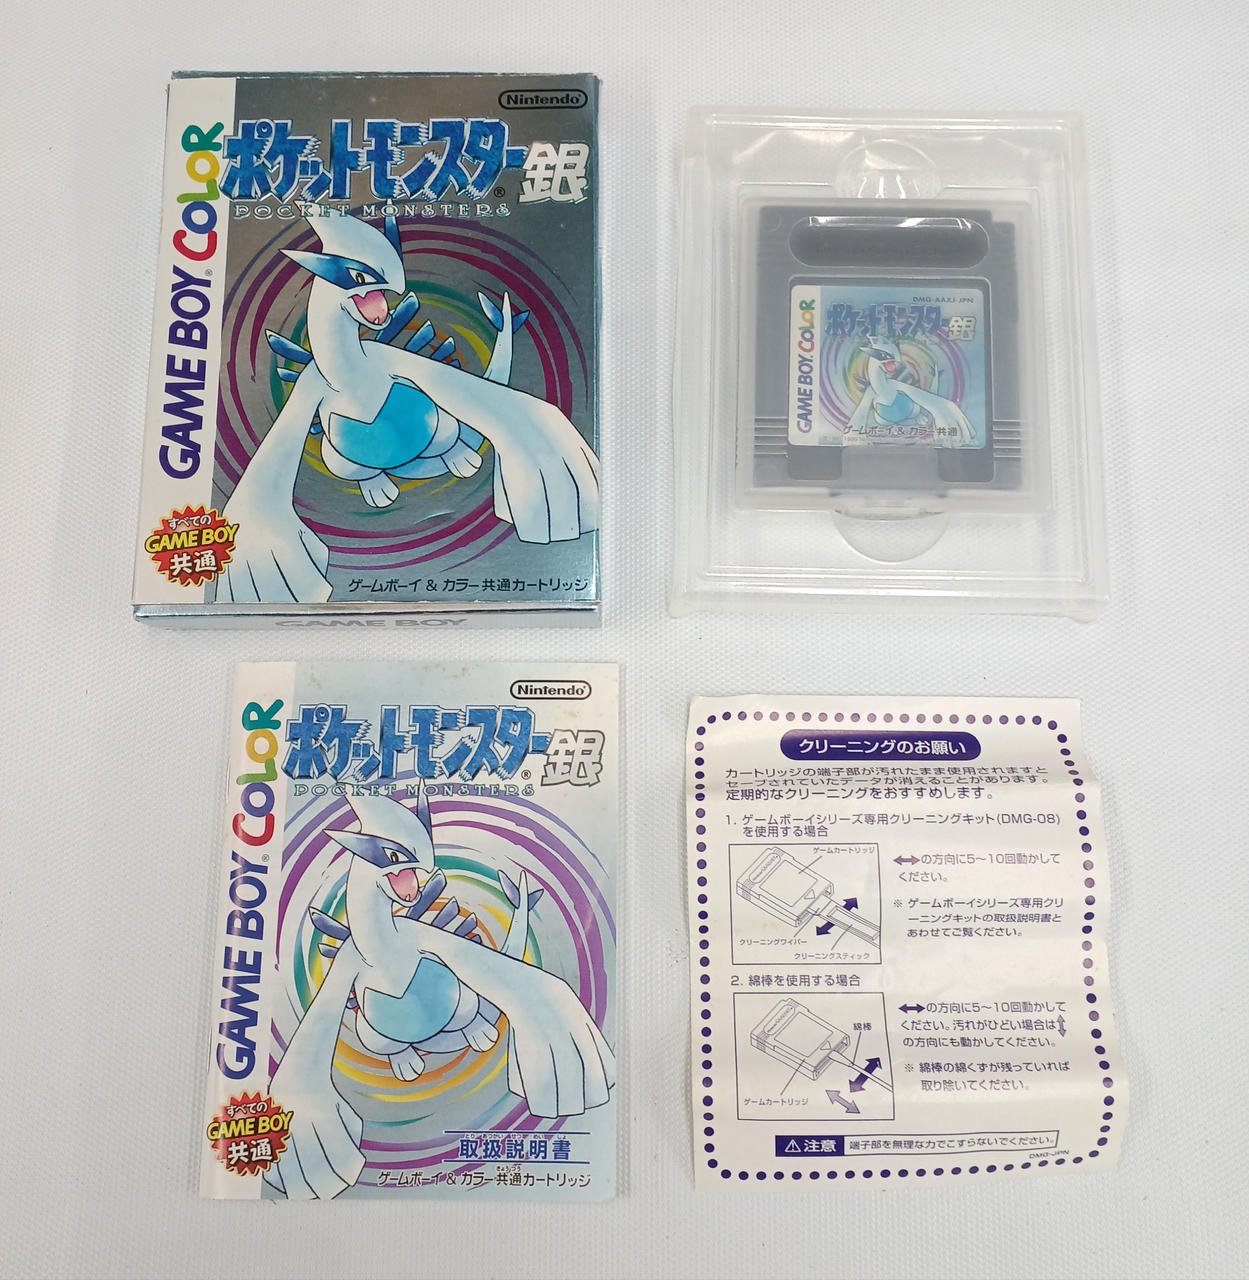 Nintendo®
ポケットモンスター®銀
POCKET MONSTERS
GAME BOY® COLOR
すべての
GAME BOY
共通
ゲームボーイ & カラー共通カートリッジ
GAME BOY
DMG-AAXJ-JPN
ポケットモンスター銀
GAME BOY COLOR
ゲームボーイ & カラー共通
Nintendo®
ポケットモンスター®銀
POCKET MONSTERS
GAME BOY® COLOR
すべての
GAME BOY
共通
とり あつかい せつ めい しょ
取扱説明書
きょうつう
ゲームボーイ & カラー共通カートリッジ
クリーニングのお願い
カートリッジの端子部が汚れたまま使用されますと
セーブされていたデータが消えることがあります。
定期的なクリーニングをおすすめします。
1. ゲームボーイシリーズ専用クリーニングキット(DMG-08)
を使用する場合
ゲームカートリッジ
クリーニングワイパー
クリーニングスティック
⟷の方向に5〜10回動かして
ください。
※ ゲームボーイシリーズ専用クリ
ーニングキットの取扱説明書と
あわせてご覧ください。
2. 綿棒を使用する場合
綿棒
ゲームカートリッジ
⟷の方向に5〜10回動かして
ください。汚れがひどい場合は⇕
の方向にも動かしてください。
※ 綿棒の綿くずが残っていれば
取り除いてください。
⚠注意 端子部を無理な力でこすらないでください。
DMG-JPN